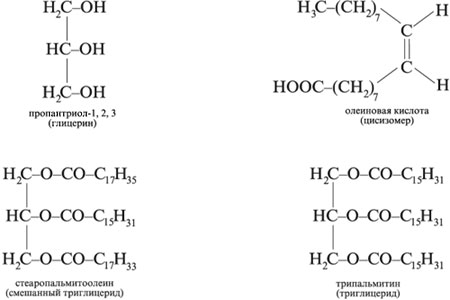 H₂C–OH
HC–OH
H₂C–OH
пропантриол-1, 2, 3
(глицерин)
H₃C–(CH₂)₇ H
C
C
HOOC–(CH₂)₇ H
олеиновая кислота
(цисизомер)
H₂C–O–CO–C₁₇H₃₅
HC–O–CO–C₁₅H₃₁
H₂C–O–CO–C₁₇H₃₃
стеаропальмитоолеин
(смешанный триглицерид)
H₂C–O–CO–C₁₅H₃₁
HC–O–CO–C₁₅H₃₁
H₂C–O–CO–C₁₅H₃₁
трипальмитин
(триглицерид)